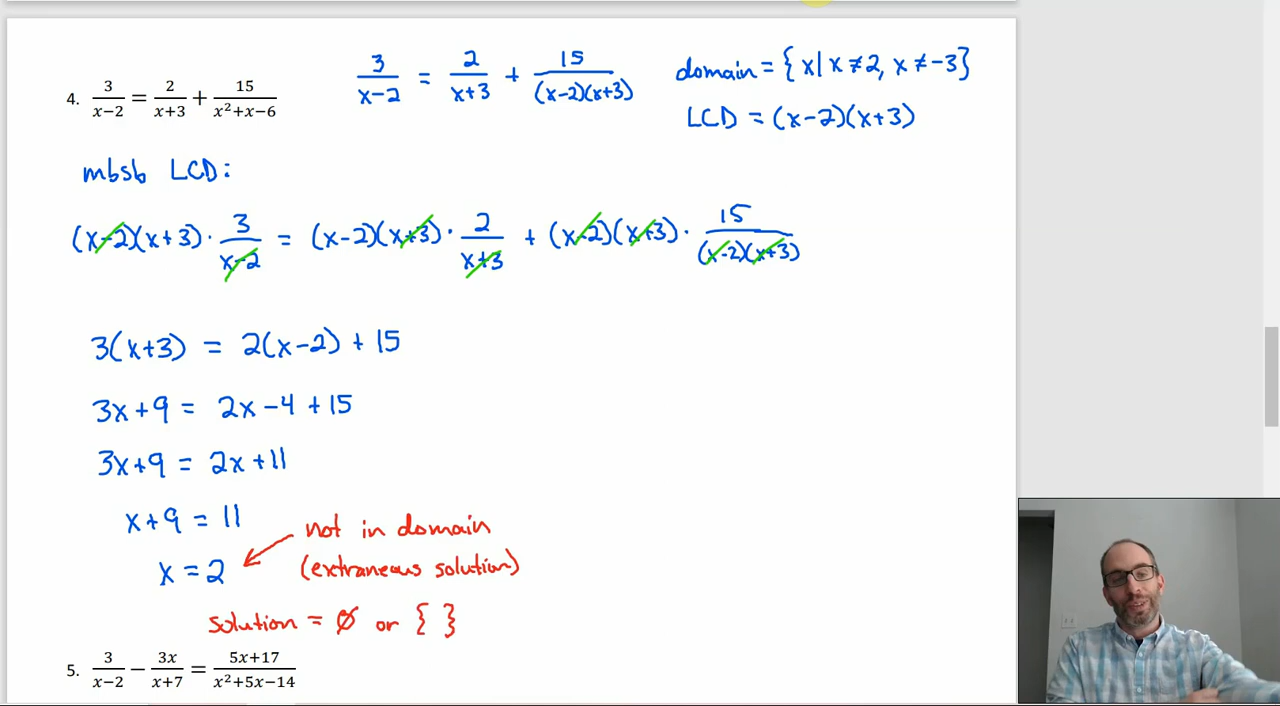 4. 3/(x−2) = 2/(x+3) + 15/(x²+x−6)
3/(x−2) = 2/(x+3) + 15/((x−2)(x+3))
domain = {x | x ≠ 2, x ≠ −3}
LCD = (x−2)(x+3)
mbsb LCD:
(x−2)(x+3) · 3/(x−2) = (x−2)(x+3) · 2/(x+3) + (x−2)(x+3) · 15/((x−2)(x+3))
3(x+3) = 2(x−2) + 15
3x+9 = 2x−4+15
3x+9 = 2x+11
x+9 = 11
not in domain
x = 2
(extraneous solution)
solution = ∅ or { }
5. 3/(x−2) − 3x/(x+7) = (5x+17)/(x²+5x−14)